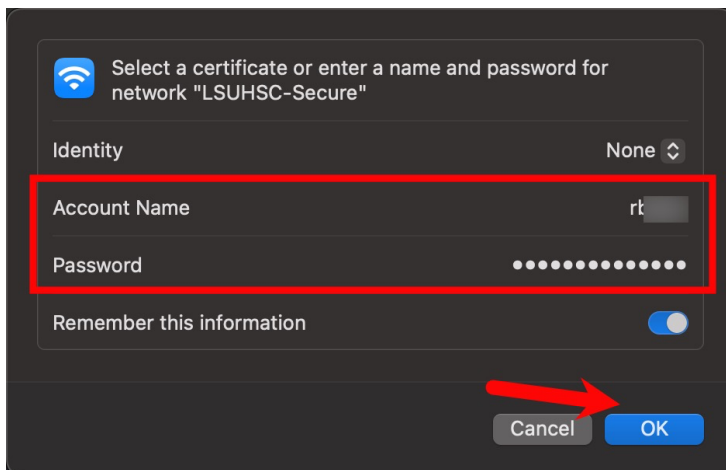 Select a certificate or enter a name and password for
network "LSUHSC-Secure"
Identity
None
Account Name
Password
••••••••••••••
Remember this information
Cancel
OK